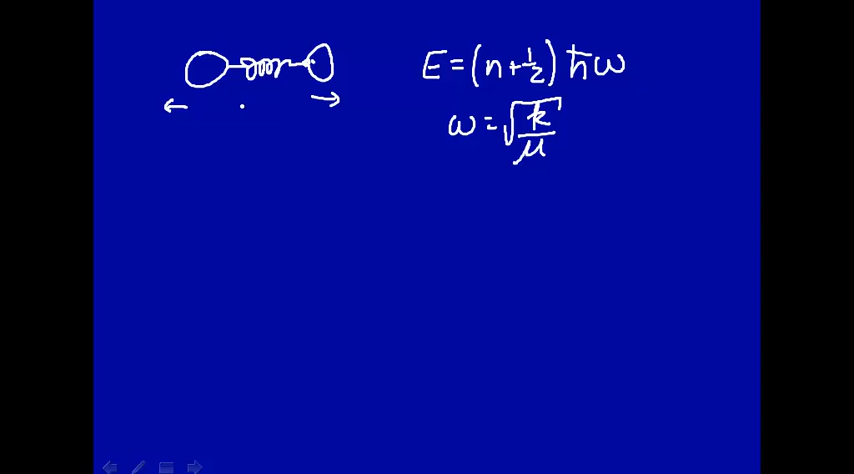 E = (n + 1/2) ħω
ω = √(k/μ)